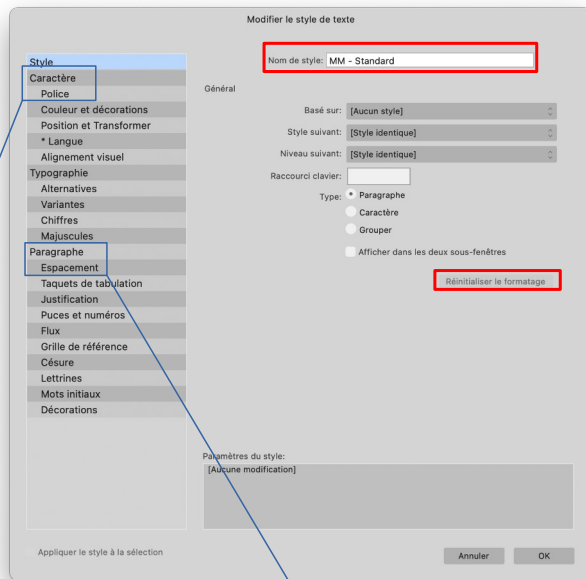 Modifier le style de texte
Style
Caractère
Police
Couleur et décorations
Position et Transformer
* Langue
Alignement visuel
Typographie
Alternatives
Variantes
Chiffres
Majuscules
Paragraphe
Espacement
Taquets de tabulation
Justification
Puces et numéros
Flux
Grille de référence
Césure
Lettrines
Mots initiaux
Décorations
Nom de style: MM - Standard
Général
Basé sur: [Aucun style]
Style suivant: [Style identique]
Niveau suivant: [Style identique]
Raccourci clavier:
Type: Paragraphe
Caractère
Grouper
Afficher dans les deux sous-fenêtres
Réinitialiser le formatage
Paramètres du style:
[Aucune modification]
Appliquer le style à la sélection
Annuler
OK